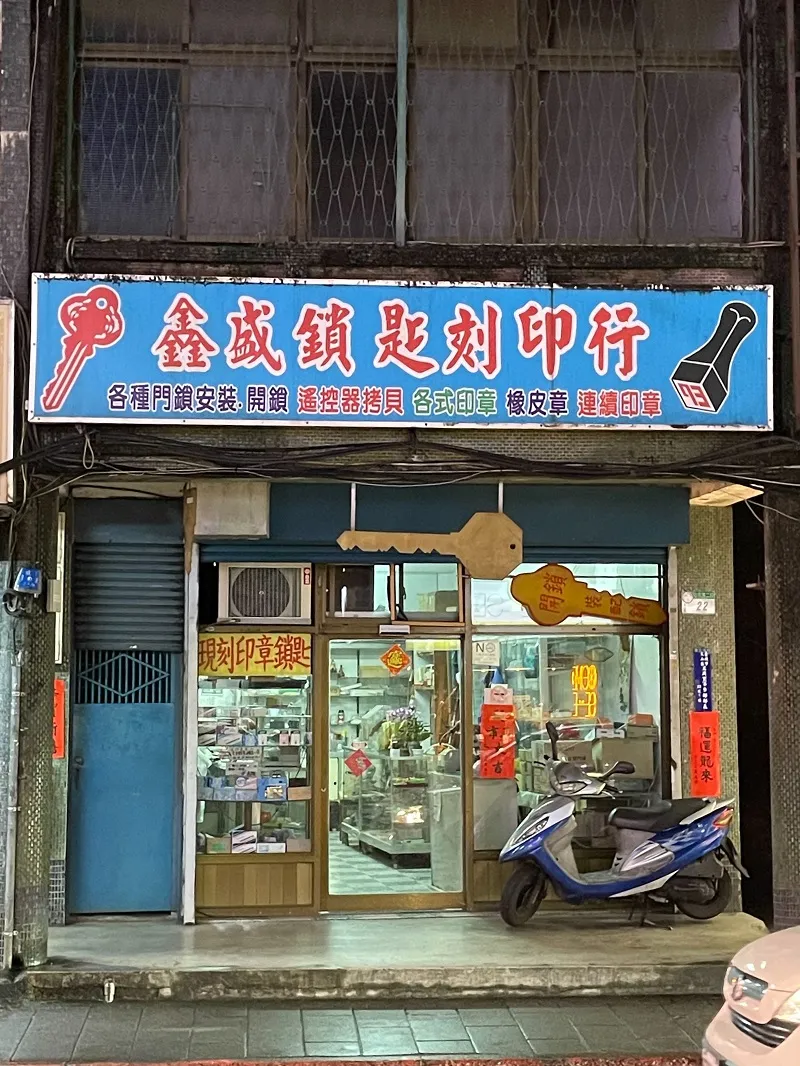 鑫盛鎖匙刻印行
各種門鎖安裝.開鎖 遙控器拷貝 各式印章 橡皮章 連續印章
現刻印章鎖匙
22
福運龍來